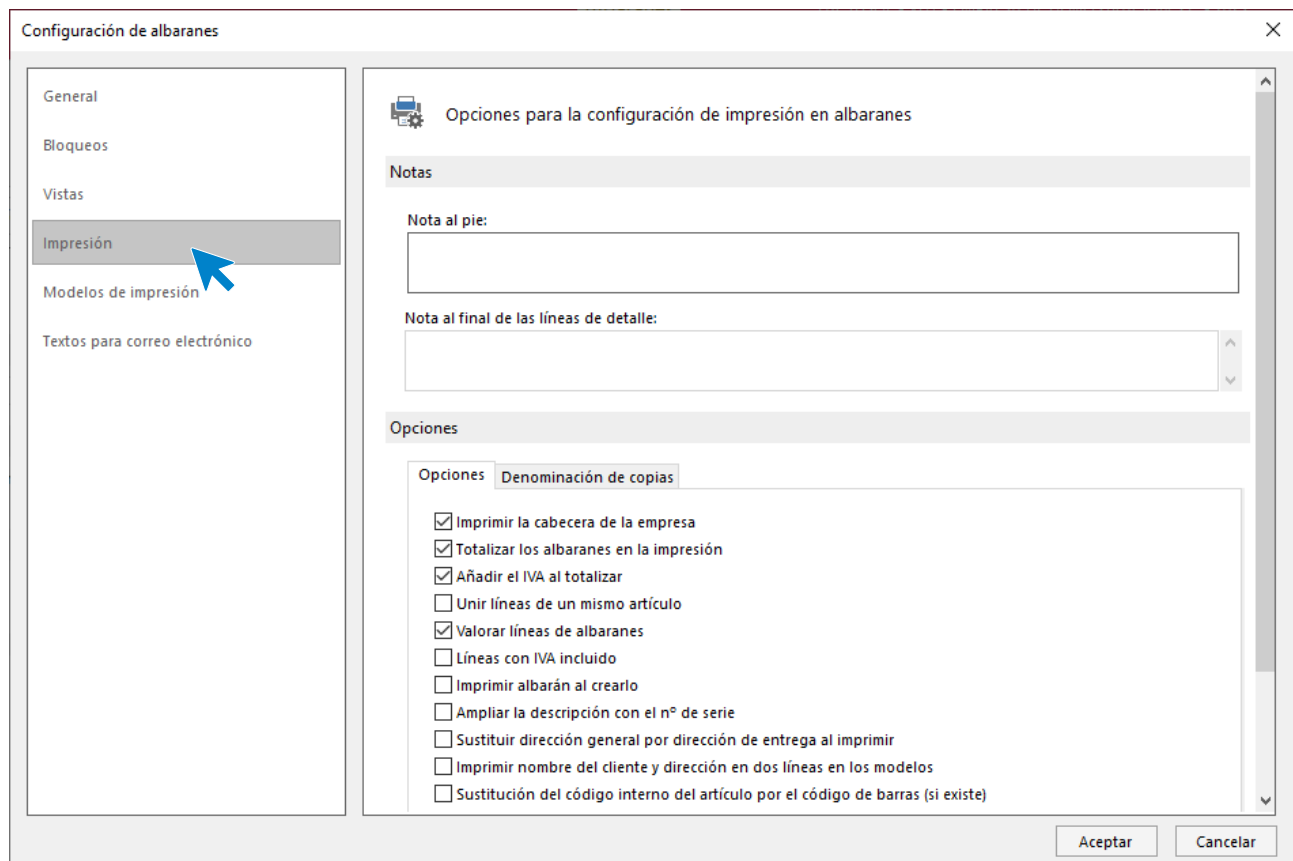 Configuración de albaranes
General
Bloqueos
Vistas
Impresión
Modelos de impresión
Textos para correo electrónico
Opciones para la configuración de impresión en albaranes
Notas
Nota al pie:
Nota al final de las líneas de detalle:
Opciones
Opciones
Denominación de copias
Imprimir la cabecera de la empresa
Totalizar los albaranes en la impresión
Añadir el IVA al totalizar
Unir líneas de un mismo artículo
Valorar líneas de albaranes
Líneas con IVA incluido
Imprimir albarán al crearlo
Ampliar la descripción con el nº de serie
Sustituir dirección general por dirección de entrega al imprimir
Imprimir nombre del cliente y dirección en dos líneas en los modelos
Sustitución del código interno del artículo por el código de barras (si existe)
Aceptar
Cancelar